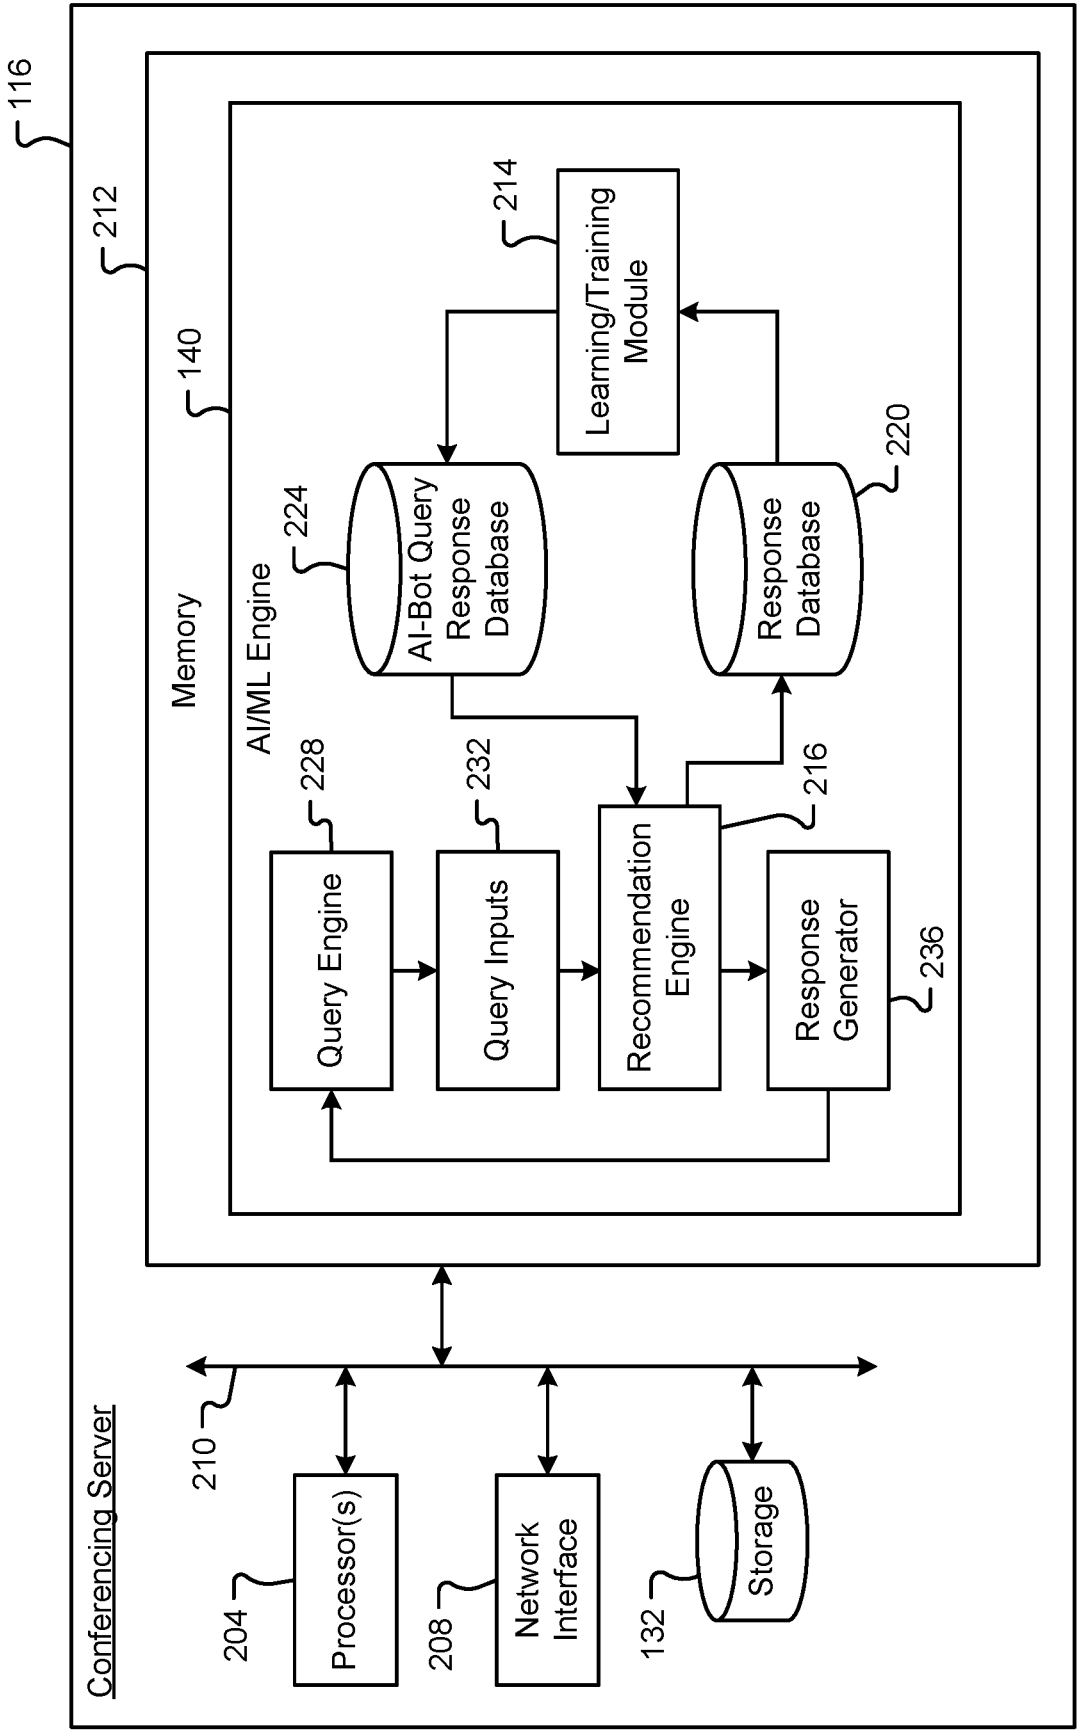 Conferencing Server
116
212
Memory
140
AI/ML Engine
210
204
Processor(s)
208
Network
Interface
132
Storage
228
Query Engine
232
Query Inputs
Recommendation
Engine
216
Response
Generator
236
224
AI-Bot Query
Response
Database
214
Learning/Training
Module
Response
Database
220